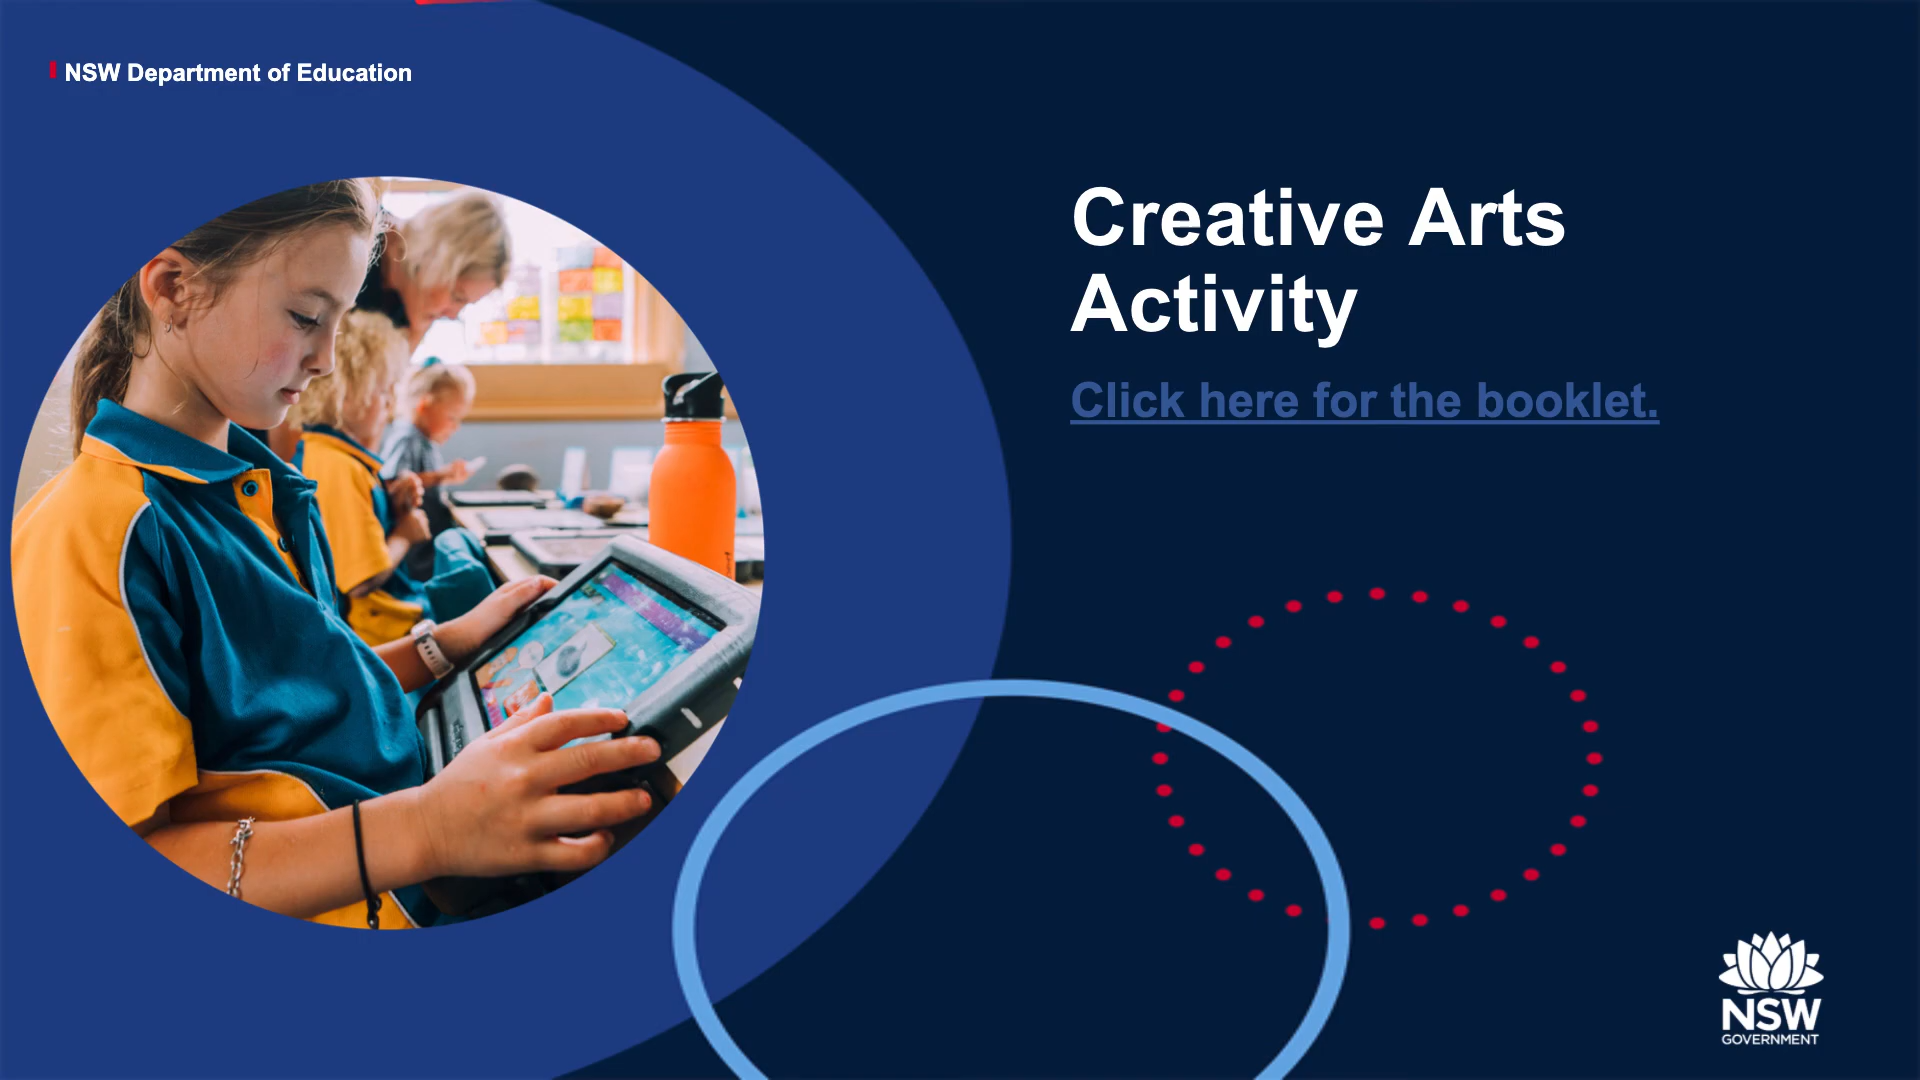 NSW Department of Education
Creative Arts
Activity
Click here for the booklet.
NSW
GOVERNMENT